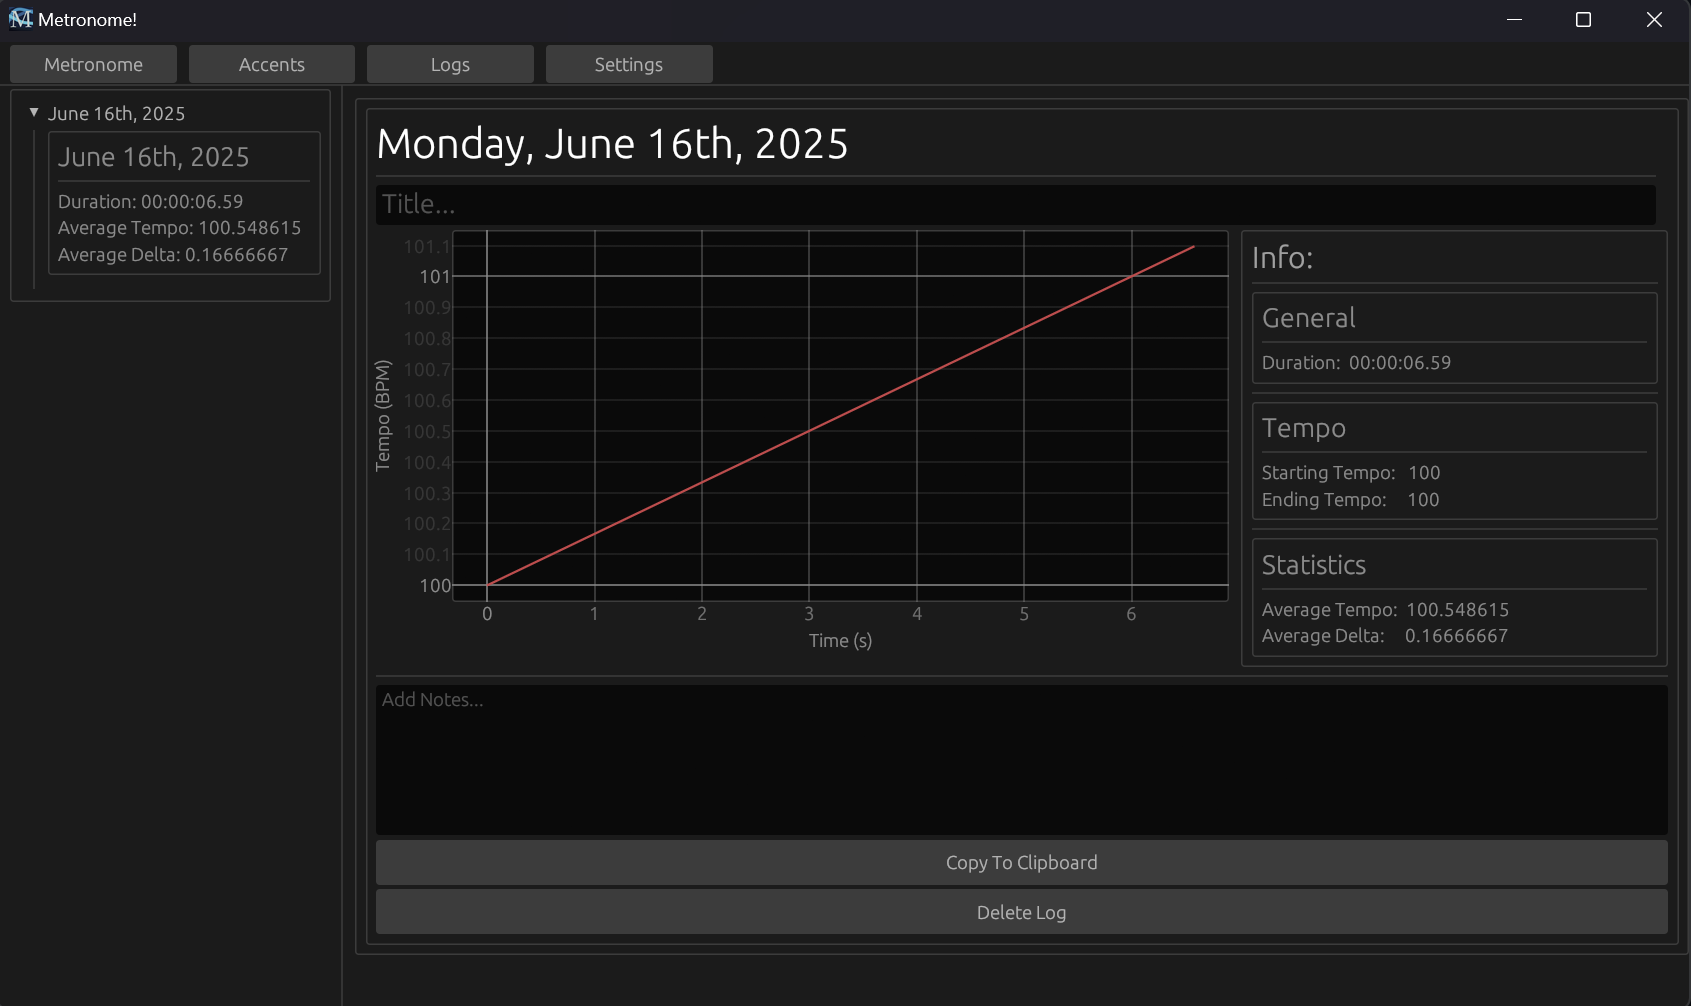 Metronome!
Metronome
Accents
Logs
Settings
▼ June 16th, 2025
June 16th, 2025
Duration: 00:00:06.59
Average Tempo: 100.548615
Average Delta: 0.16666667
Monday, June 16th, 2025
Title...
101.1
101
100.9
100.8
100.7
100.6
100.5
100.4
100.3
100.2
100.1
100
Tempo (BPM)
0 1 2 3 4 5 6
Time (s)
Info:
General
Duration: 00:00:06.59
Tempo
Starting Tempo: 100
Ending Tempo: 100
Statistics
Average Tempo: 100.548615
Average Delta: 0.16666667
Add Notes...
Copy To Clipboard
Delete Log